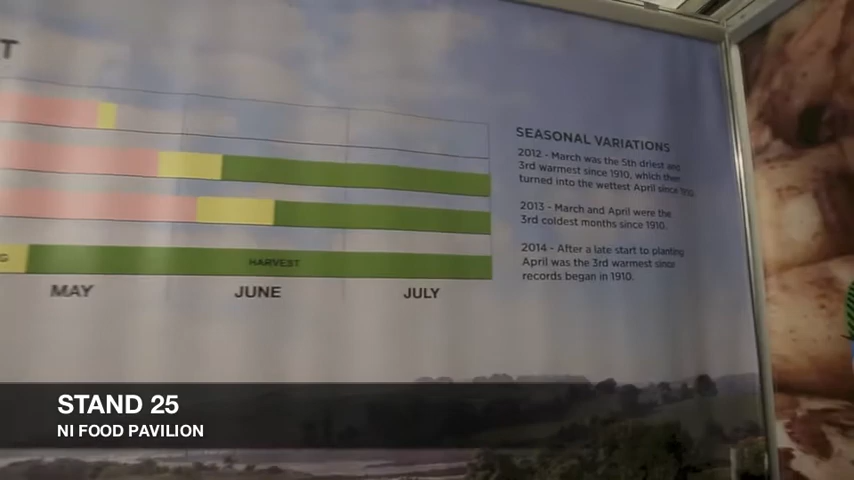 T
SEASONAL VARIATIONS
2012 - March was the 5th driest and
3rd warmest since 1910, which then
turned into the wettest April since 1910.
2013 - March and April were the
3rd coldest months since 1910.
2014 - After a late start to planting
April was the 3rd warmest since
records began in 1910.
G
HARVEST
MAY
JUNE
JULY
STAND 25
NI FOOD PAVILION